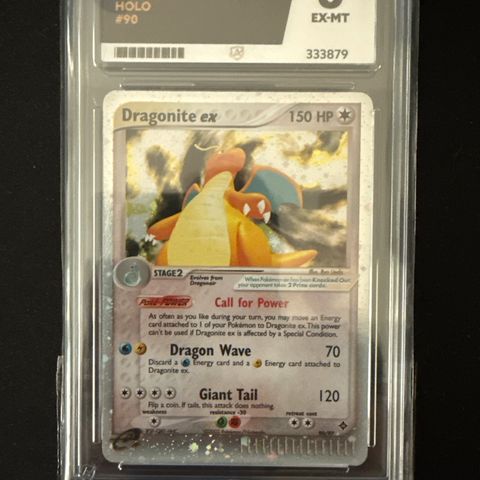 HOLO
#90
EX-MT
333879
Dragonite ex
150 HP
STAGE 2
Evolves from
Dragonair
When Pokémon-ex has been Knocked Out,
your opponent takes 2 Prize cards.
Poké-POWER
Call for Power
As often as you like during your turn, you may move an Energy
card attached to 1 of your Pokémon to Dragonite ex. This power
can't be used if Dragonite ex is affected by a Special Condition.
Dragon Wave 70
Discard a Energy card and a Energy card attached to
Dragonite ex.
Giant Tail 120
Flip a coin. If tails, this attack does nothing.
weakness resistance -30 retreat cost